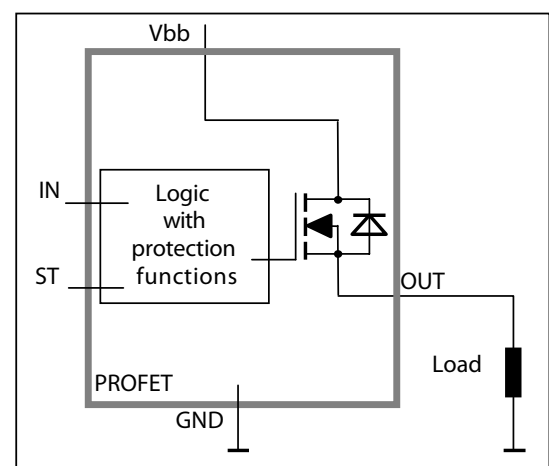 Vbb
IN
Logic
with
protection
functions
ST
OUT
Load
PROFET
GND